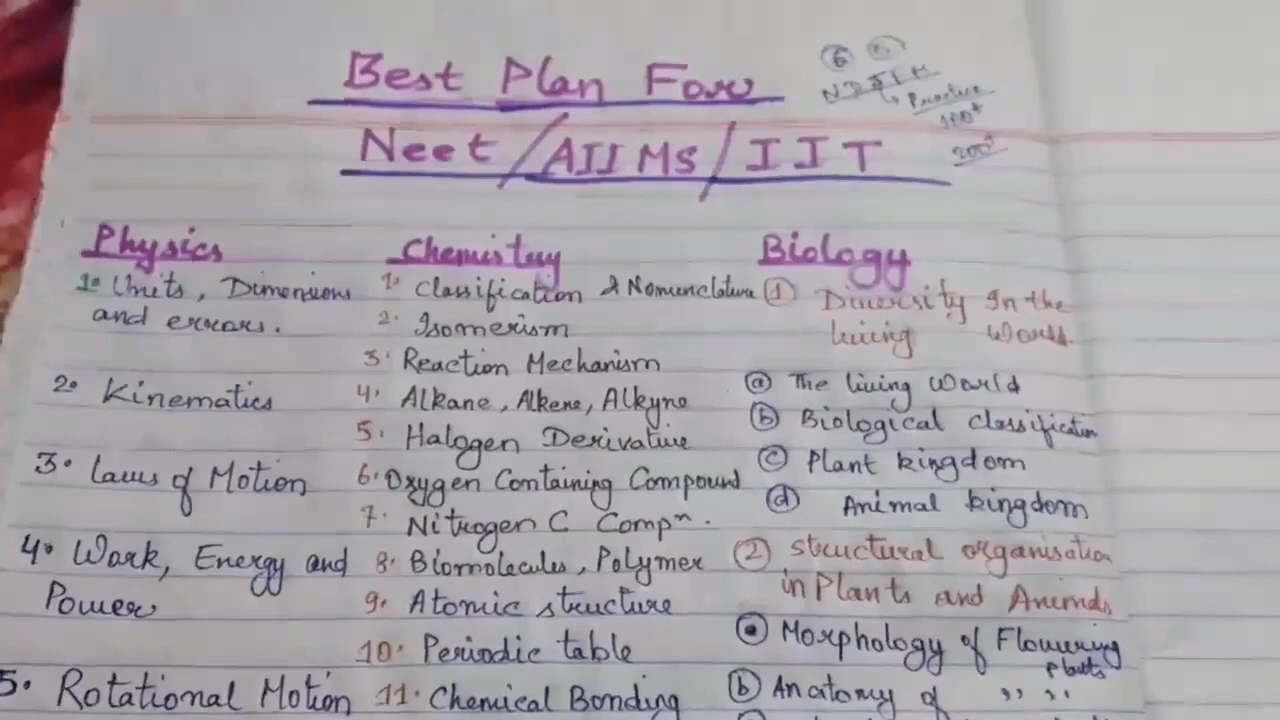 Best Plan For
Neet/AIIMS/IIT
Practice
100+
200+
Physics
1. Units, Dimensions
and errors.
2. Kinematics
3. laws of Motion
4. Work, Energy and
Power
5. Rotational Motion
Chemistry
1. Classification & Nomenclature
2. Isomerism
3. Reaction Mechanism
4. Alkane, Alkene, Alkyne
5. Halogen Derivative
6. Oxygen Containing Compound
7. Nitrogen C Compn.
8. Biomolecules, Polymer
9. Atomic structure
10. Periodic table
11. Chemical Bonding
Biology
① Diversity In the
living World
ⓐ The living World
ⓑ Biological classification
ⓒ Plant kingdom
ⓓ Animal kingdom
② structural organisation
in Plants and Animals
ⓐ Morphology of Flowering
plants
ⓑ Anatomy of ,, ,,